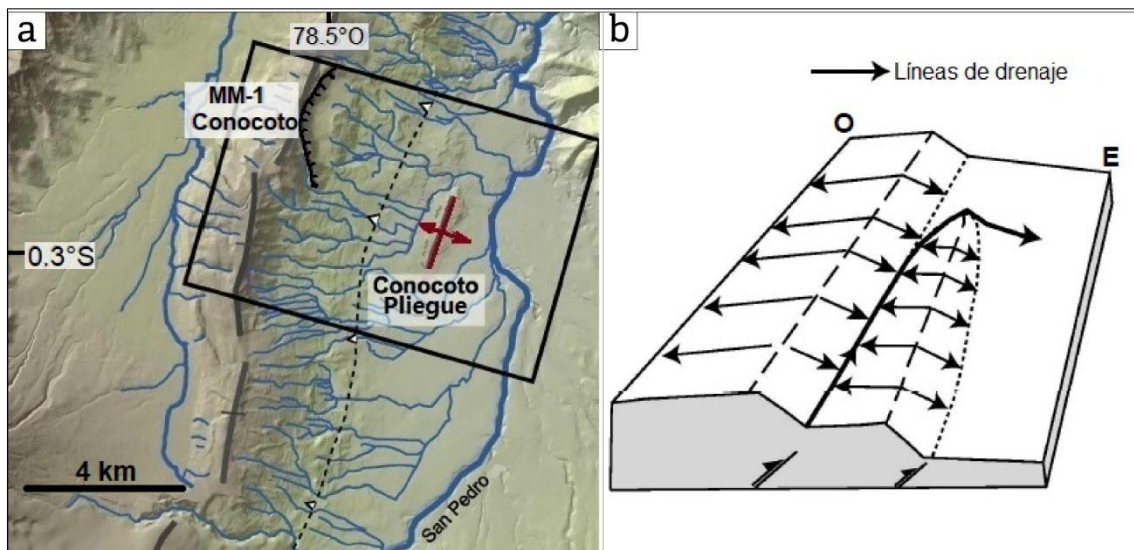 a
78.5°O
MM-1
Conocoto
0.3°S
Conocoto
Pliegue
4 km
San Pedro
b
Líneas de drenaje
O
E